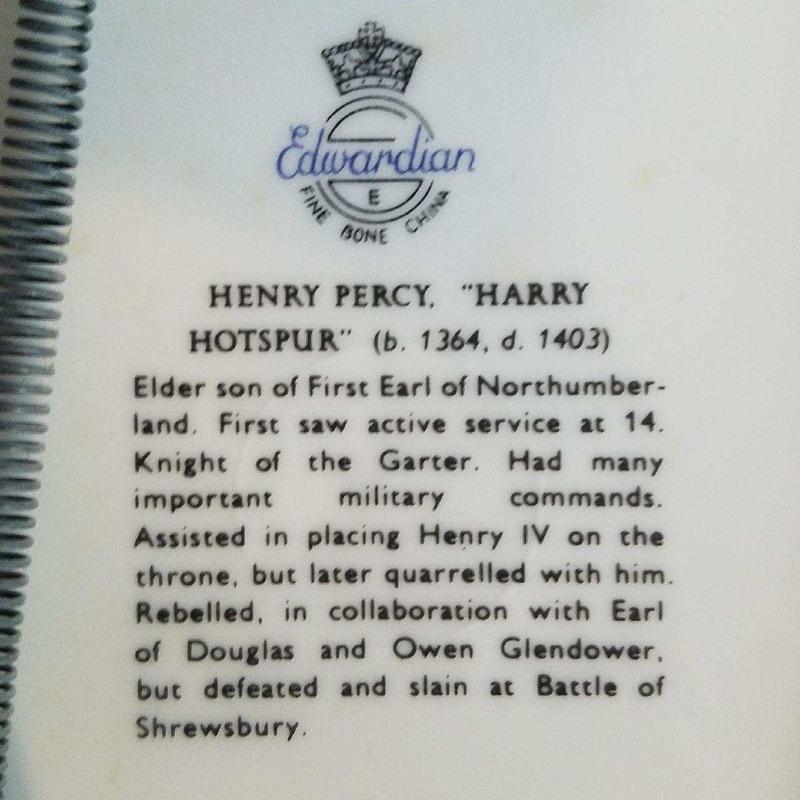 Edwardian
E
FINE BONE CHINA
HENRY PERCY, "HARRY
HOTSPUR" (b. 1364, d. 1403)
Elder son of First Earl of Northumber-
land. First saw active service at 14.
Knight of the Garter. Had many
important military commands.
Assisted in placing Henry IV on the
throne, but later quarrelled with him.
Rebelled, in collaboration with Earl
of Douglas and Owen Glendower,
but defeated and slain at Battle of
Shrewsbury.